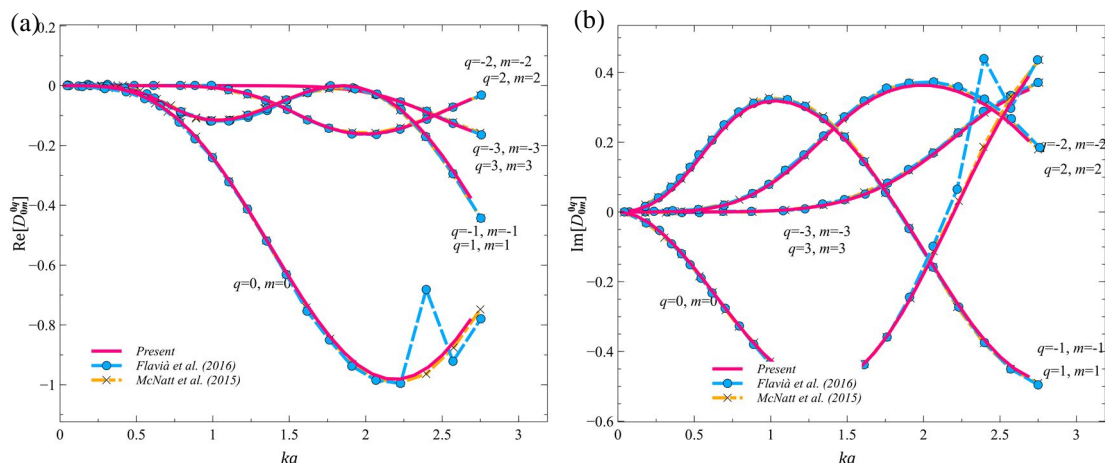 (a)
0.2
0
−0.2
−0.4
−0.6
−0.8
−1
Re[D_{0m}^{0q}]
q=-2, m=-2
q=2, m=2
q=-3, m=-3
q=3, m=3
q=-1, m=-1
q=1, m=1
q=0, m=0
Present
Flavià et al. (2016)
McNatt et al. (2015)
0 0.5 1 1.5 2 2.5 3
ka
(b)
0.4
0.2
0
−0.2
−0.4
−0.6
Im[D_{0m}^{0q}]
q=-2, m=-2
q=2, m=2
q=-3, m=-3
q=3, m=3
q=0, m=0
q=-1, m=-1
q=1, m=1
Present
Flavià et al. (2016)
McNatt et al. (2015)
0 0.5 1 1.5 2 2.5 3
ka